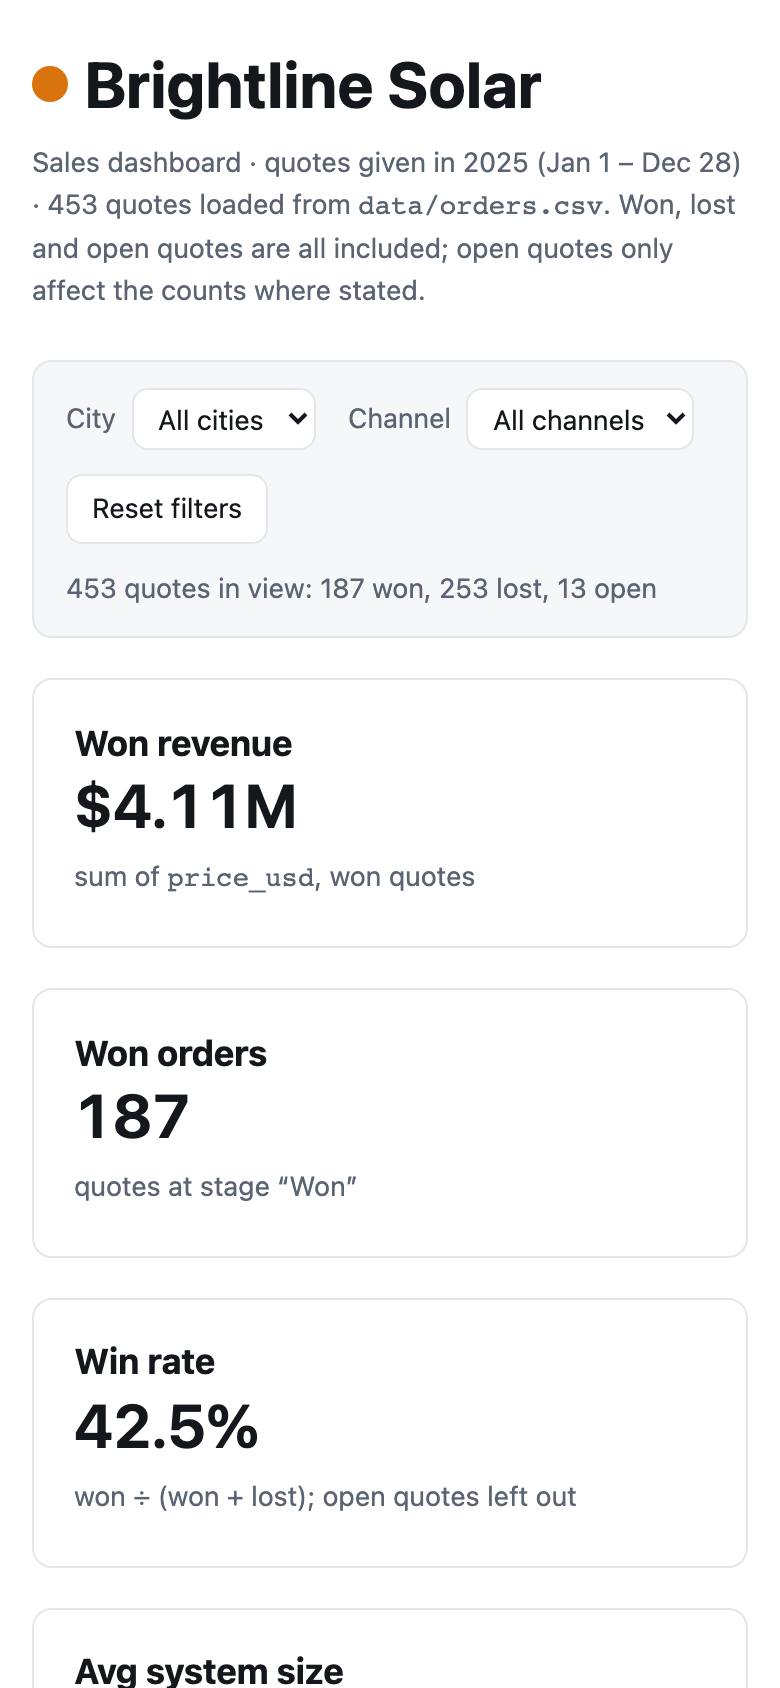 Brightline Solar
Sales dashboard · quotes given in 2025 (Jan 1 – Dec 28)
· 453 quotes loaded from data/orders.csv. Won, lost
and open quotes are all included; open quotes only
affect the counts where stated.
City All cities Channel All channels
Reset filters
453 quotes in view: 187 won, 253 lost, 13 open
Won revenue
$4.11M
sum of price_usd, won quotes
Won orders
187
quotes at stage “Won”
Win rate
42.5%
won ÷ (won + lost); open quotes left out
Avg system size